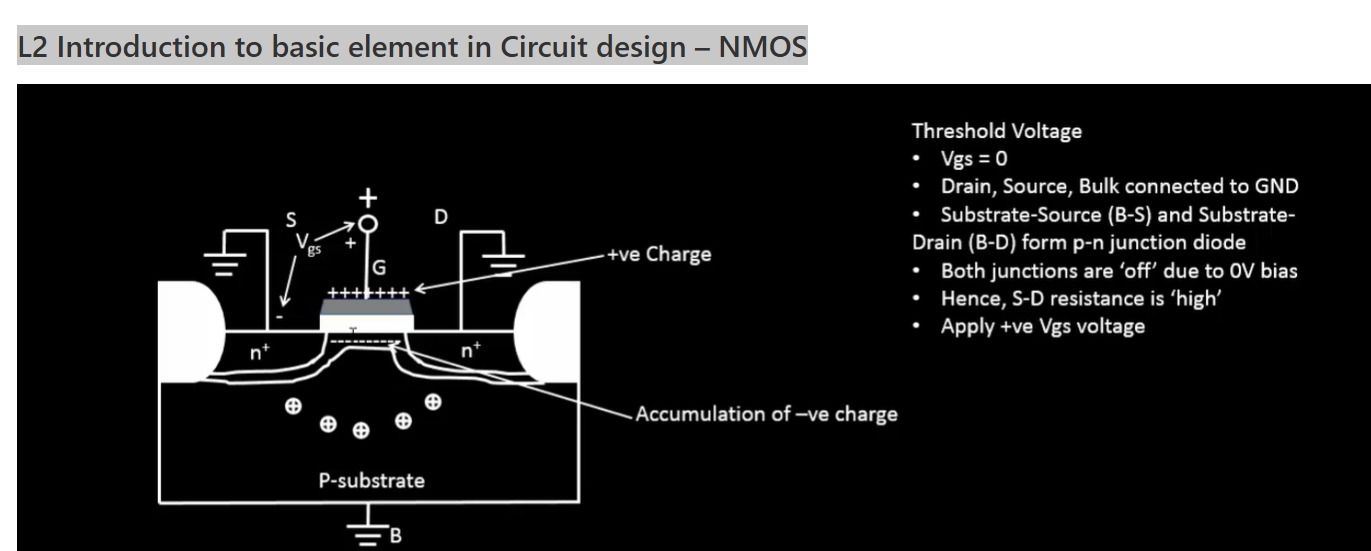 L2 Introduction to basic element in Circuit design – NMOS
Threshold Voltage
• Vgs = 0
• Drain, Source, Bulk connected to GND
• Substrate-Source (B-S) and Substrate-
Drain (B-D) form p-n junction diode
• Both junctions are ‘off’ due to 0V bias
• Hence, S-D resistance is ‘high’
• Apply +ve Vgs voltage
+
S
D
Vgs
+
G
+ve Charge
+++++++
-
n+
n+
Accumulation of –ve charge
P-substrate
B